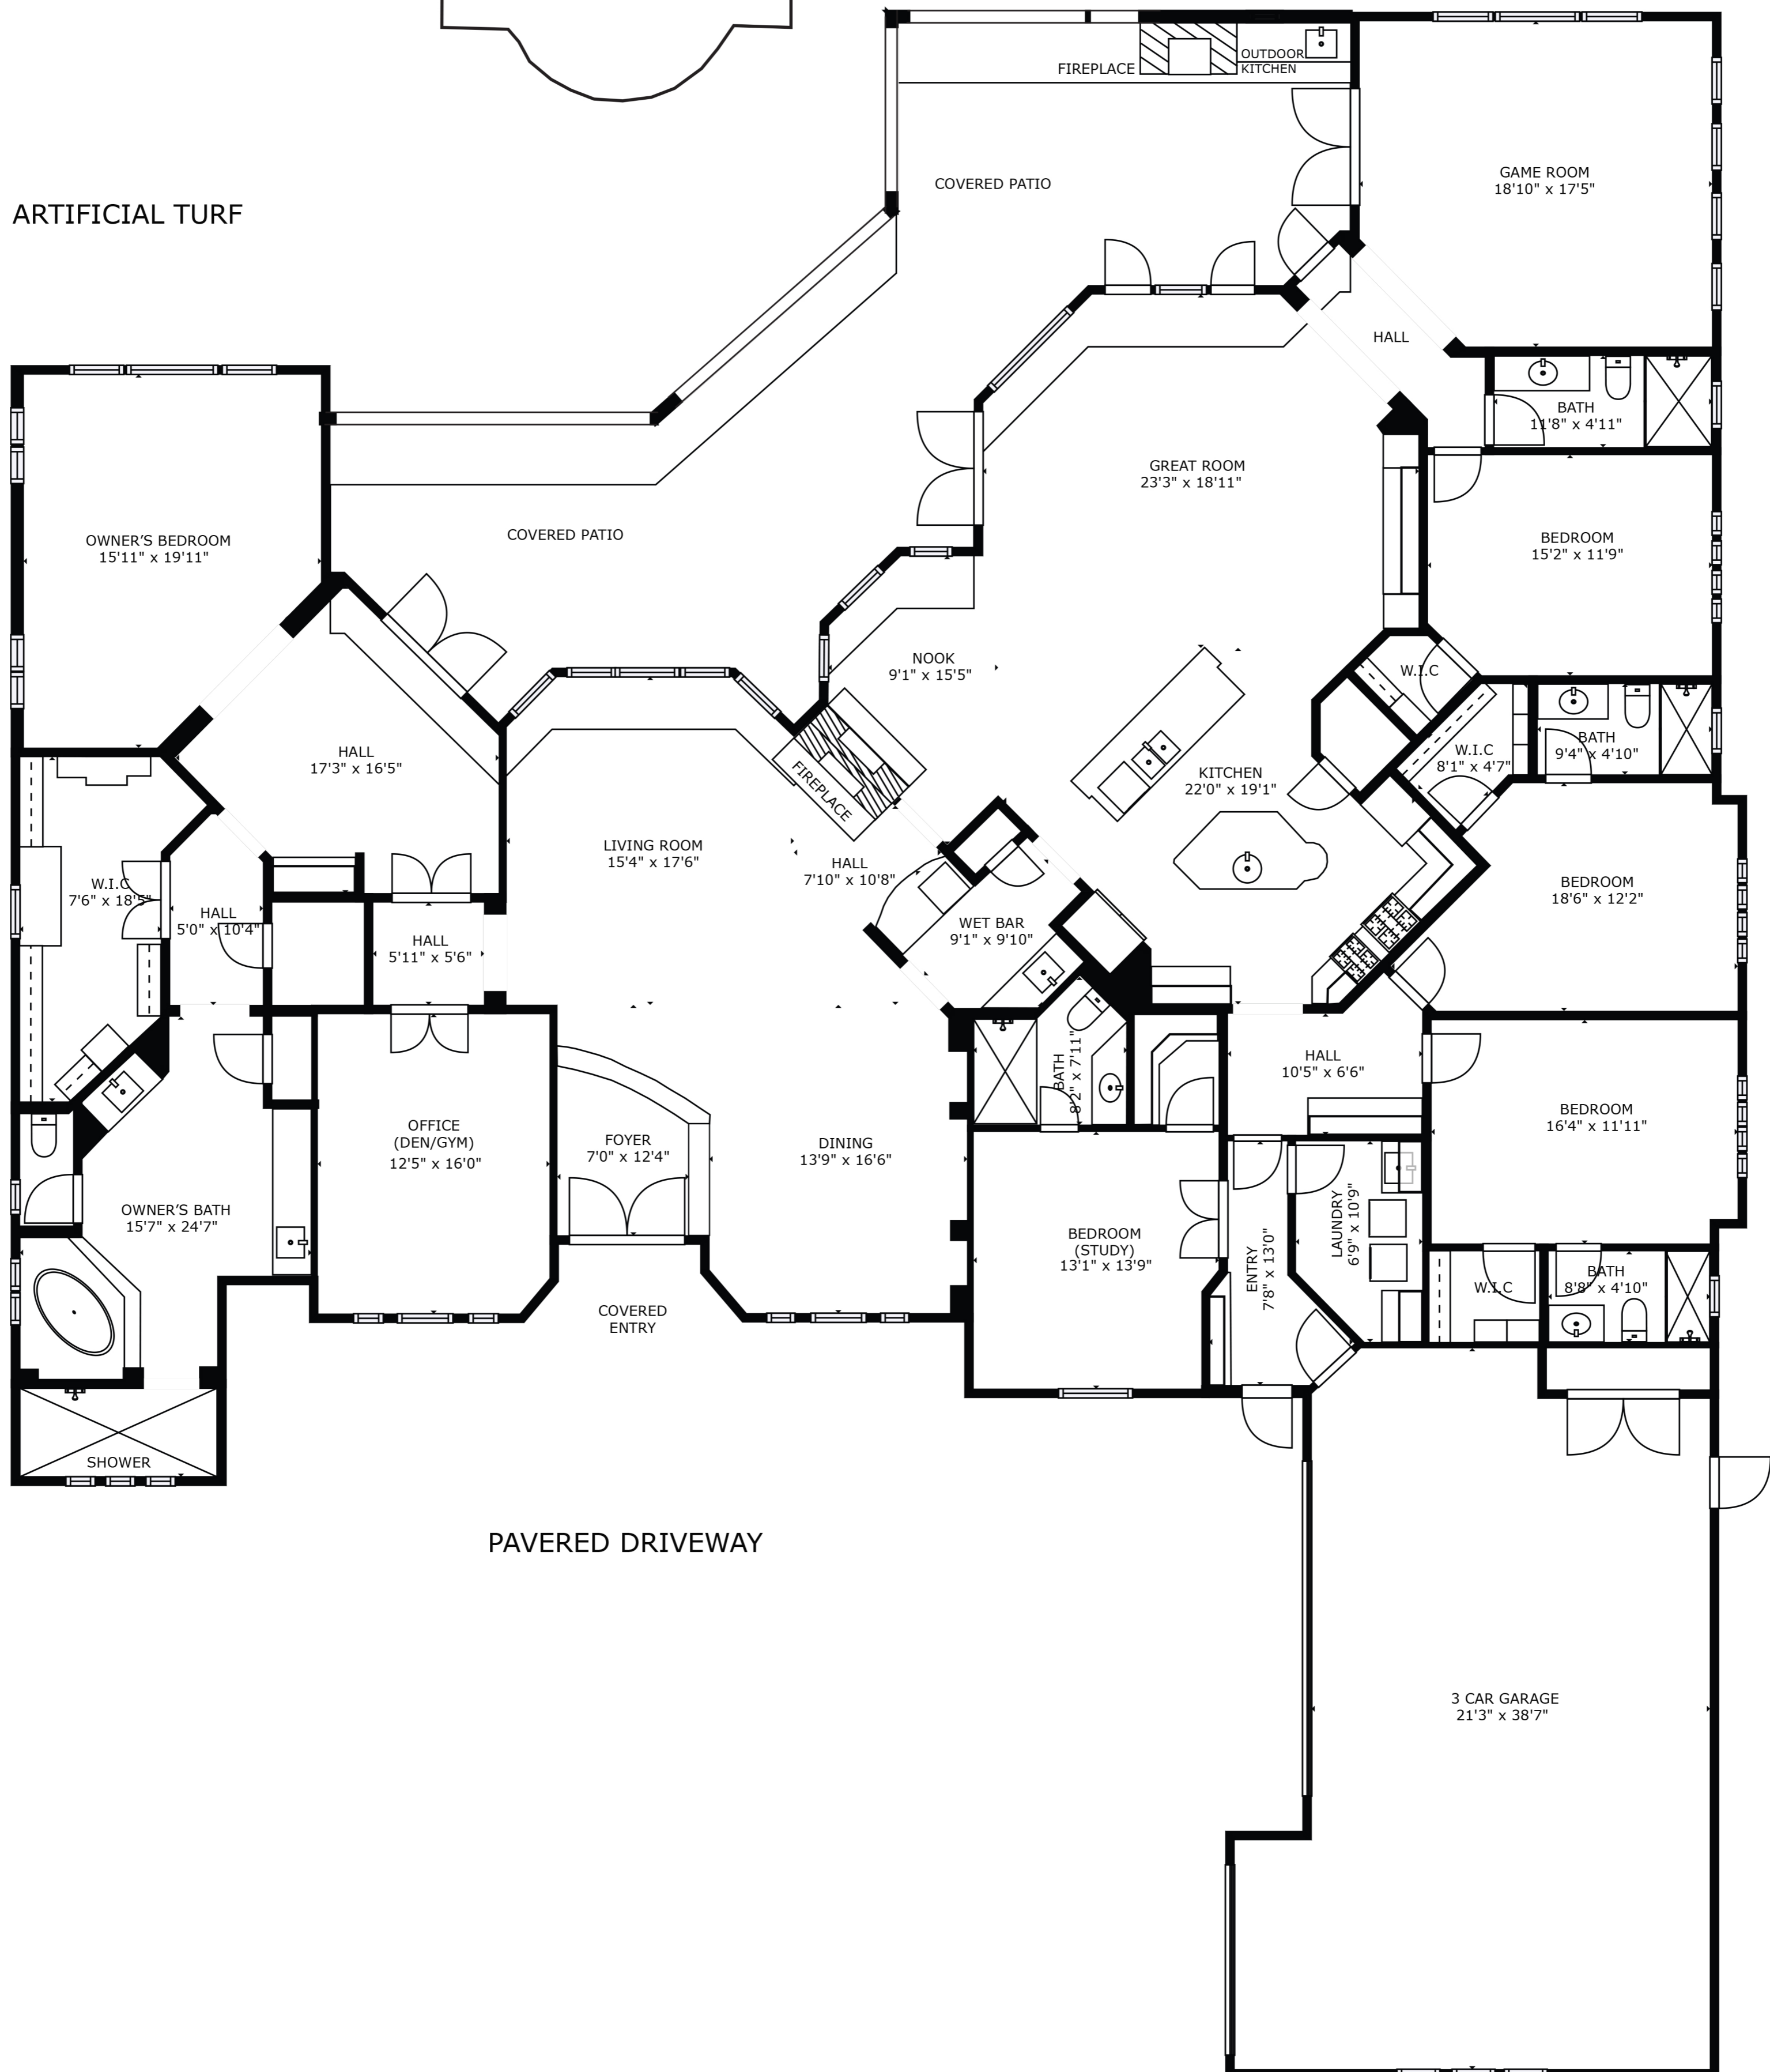 FIREPLACE
OUTDOOR
KITCHEN
COVERED PATIO
GAME ROOM
18'10" x 17'5"
ARTIFICIAL TURF
HALL
BATH
11'8" x 4'11"
GREAT ROOM
23'3" x 18'11"
OWNER’S BEDROOM
15'11" x 19'11"
COVERED PATIO
BEDROOM
15'2" x 11'9"
NOOK
9'1" x 15'5"
W.I.C
HALL
17'3" x 16'5"
FIREPLACE
KITCHEN
22'0" x 19'1"
W.I.C
8'1" x 4'7"
BATH
9'4" x 4'10"
LIVING ROOM
15'4" x 17'6"
HALL
7'10" x 10'8"
W.I.C
7'6" x 18'5"
HALL
5'0" x 10'4"
HALL
5'11" x 5'6"
WET BAR
9'1" x 9'10"
BEDROOM
18'6" x 12'2"
BATH
8'2" x 7'11"
HALL
10'5" x 6'6"
OFFICE
(DEN/GYM)
12'5" x 16'0"
FOYER
7'0" x 12'4"
DINING
13'9" x 16'6"
BEDROOM
16'4" x 11'11"
OWNER'S BATH
15'7" x 24'7"
BEDROOM
(STUDY)
13'1" x 13'9"
ENTRY
7'8" x 13'0"
LAUNDRY
6'9" x 10'9"
W.I.C
BATH
8'8" x 4'10"
COVERED
ENTRY
SHOWER
PAVERED DRIVEWAY
3 CAR GARAGE
21'3" x 38'7"